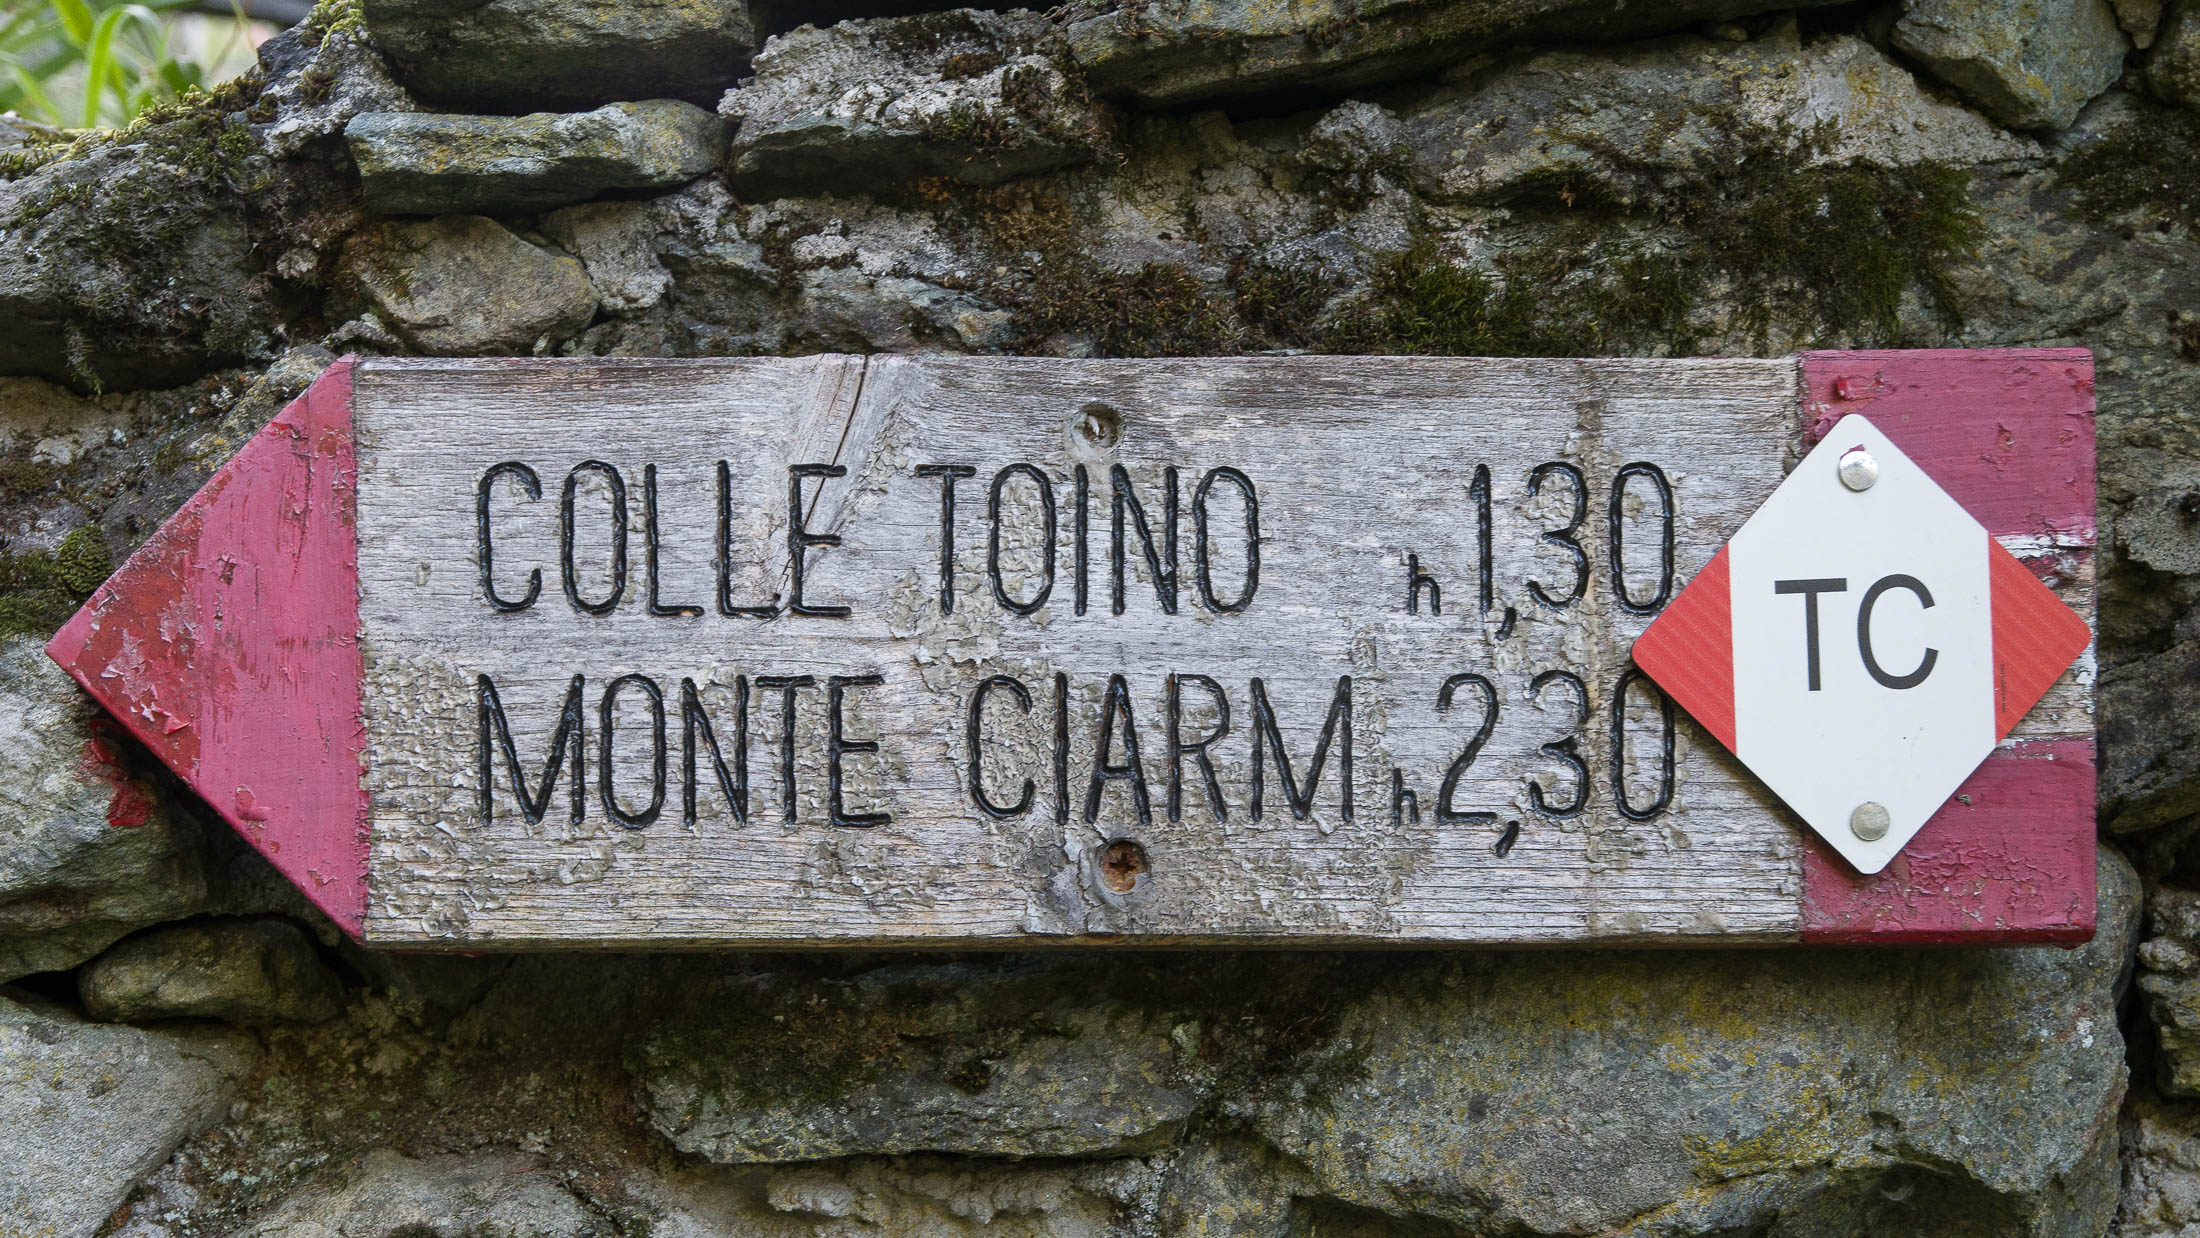 COLLE TOINO h 1,30
MONTE CIARM h 2,30
TC